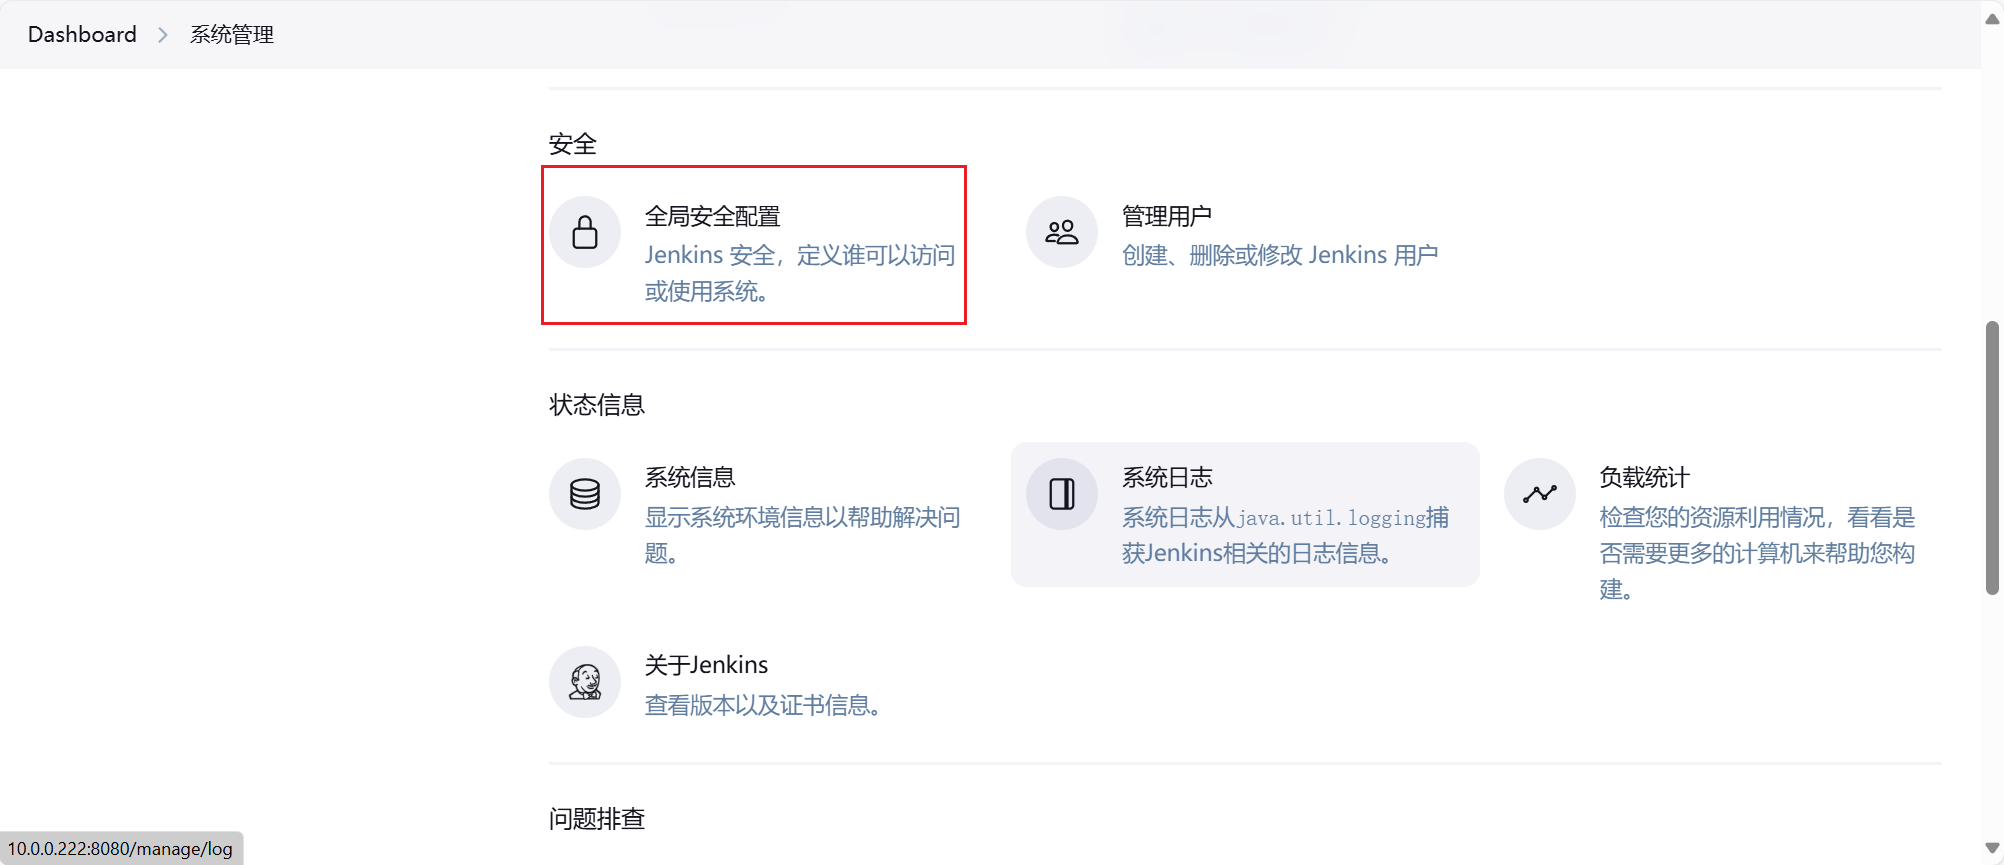 Dashboard > 系统管理
安全
全局安全配置
Jenkins 安全，定义谁可以访问
或使用系统。
管理用户
创建、删除或修改 Jenkins 用户
状态信息
系统信息
显示系统环境信息以帮助解决问
题。
系统日志
系统日志从java.util.logging捕
获Jenkins相关的日志信息。
负载统计
检查您的资源利用情况，看看是
否需要更多的计算机来帮助您构
建。
关于Jenkins
查看版本以及证书信息。
问题排查
10.0.0.222:8080/manage/log